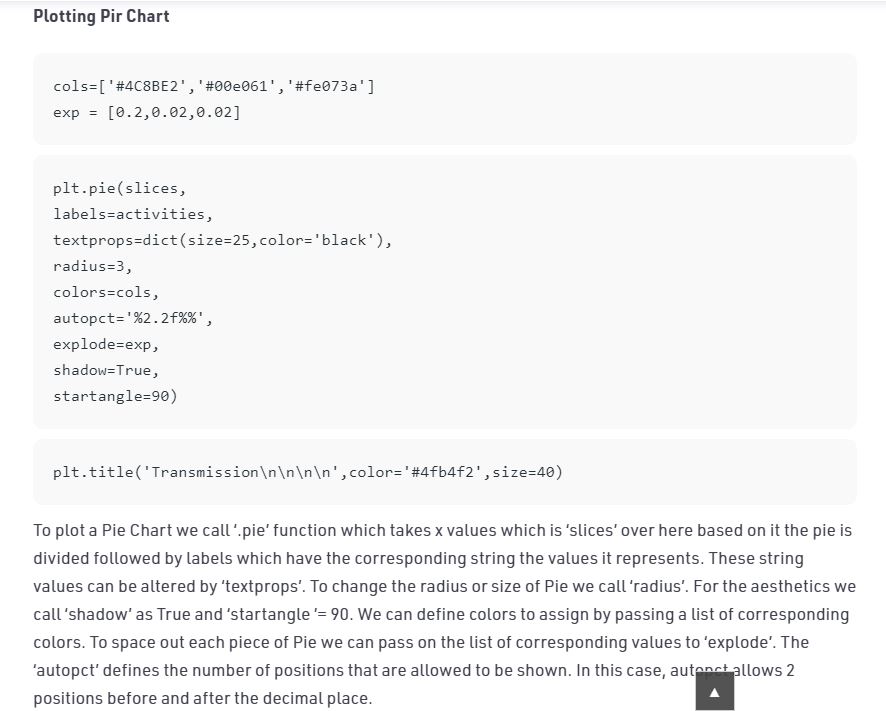 Plotting Pir Chart
cols=['#4C8BE2','#00e061','#fe073a']
exp = [0.2,0.02,0.02]
plt.pie(slices,
labels=activities,
textprops=dict(size=25,color='black'),
radius=3,
colors=cols,
autopct='%2.2f%%',
explode=exp,
shadow=True,
startangle=90)
plt.title('Transmission\n\n\n\n',color='#4fb4f2',size=40)
To plot a Pie Chart we call '.pie' function which takes x values which is 'slices' over here based on it the pie is
divided followed by labels which have the corresponding string the values it represents. These string
values can be altered by 'textprops'. To change the radius or size of Pie we call 'radius'. For the aesthetics we
call 'shadow' as True and 'startangle '= 90. We can define colors to assign by passing a list of corresponding
colors. To space out each piece of Pie we can pass on the list of corresponding values to 'explode'. The
'autopct' defines the number of positions that are allowed to be shown. In this case, autopct allows 2
positions before and after the decimal place.